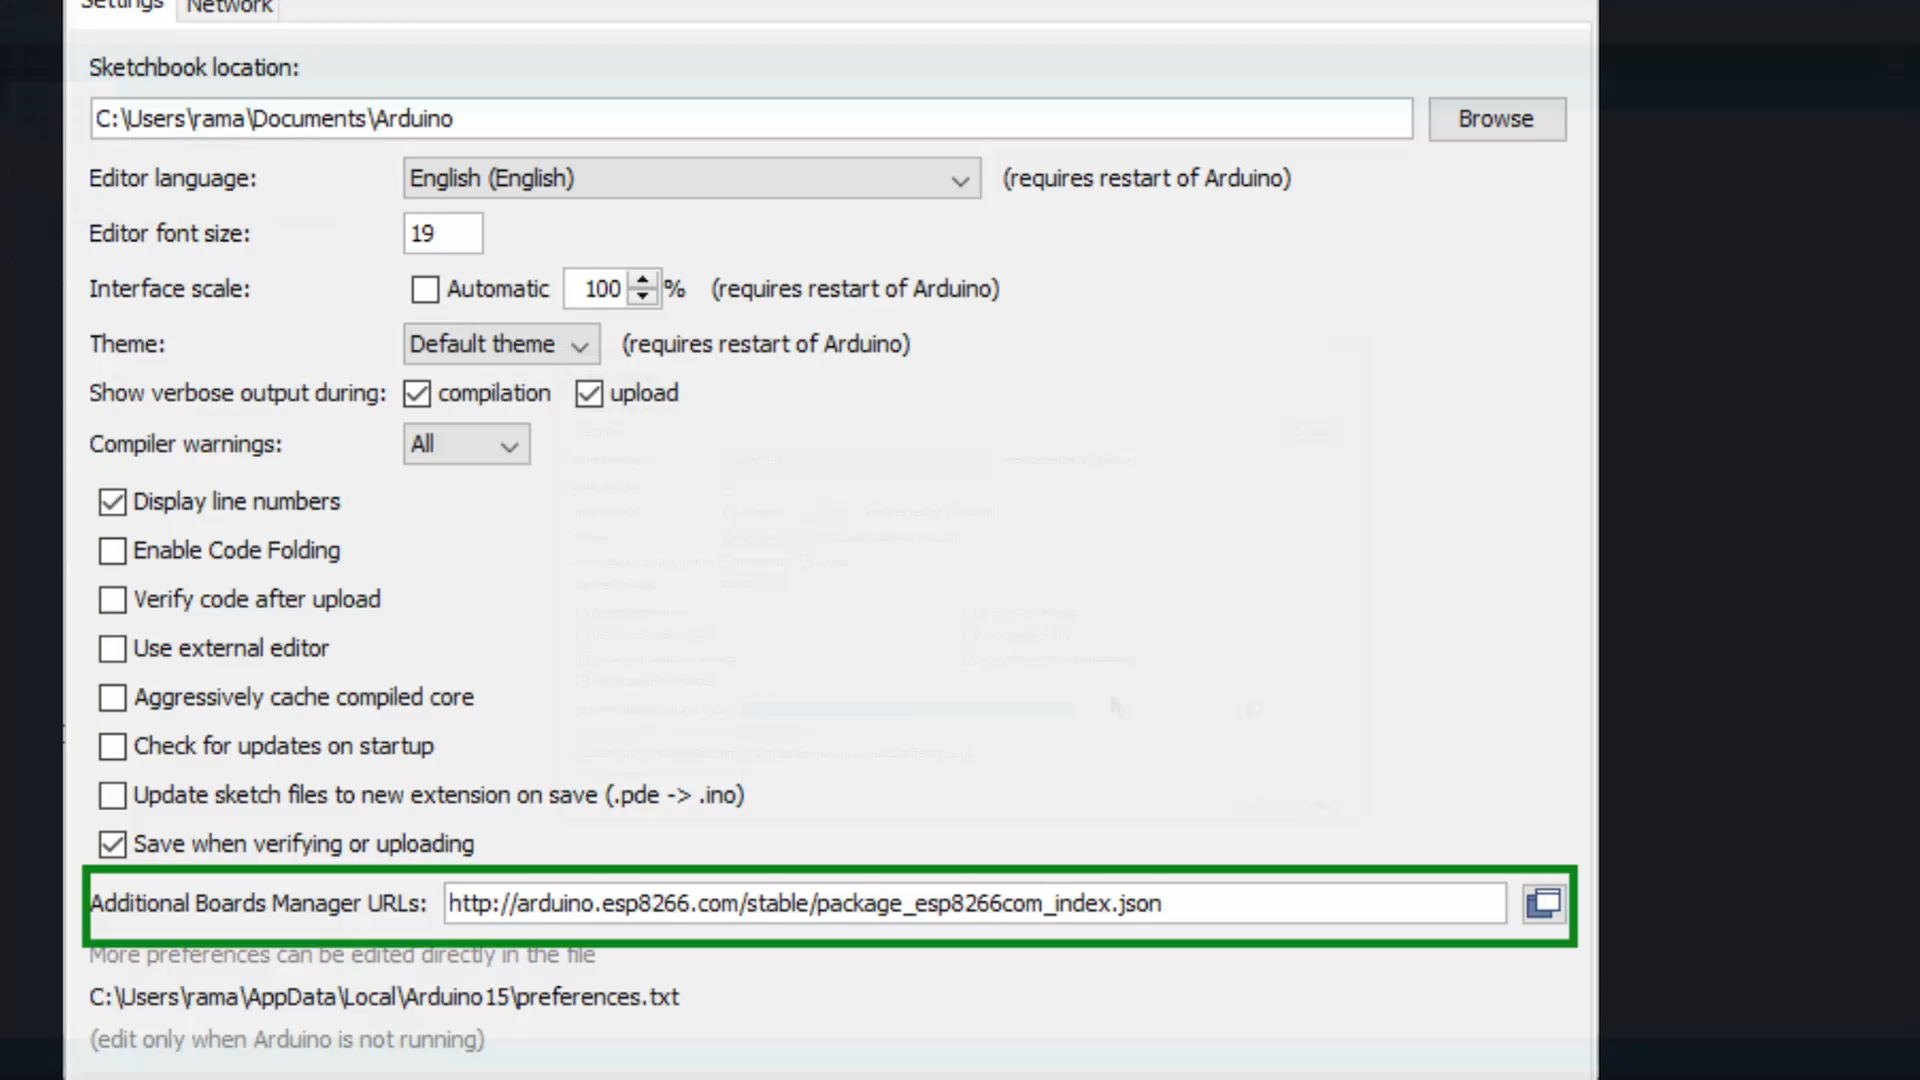 Settings Network
Sketchbook location:
C:\Users\rama\Documents\Arduino Browse
Editor language: English (English) (requires restart of Arduino)
Editor font size: 19
Interface scale: Automatic 100 % (requires restart of Arduino)
Theme: Default theme (requires restart of Arduino)
Show verbose output during: compilation upload
Compiler warnings: All
Display line numbers
Enable Code Folding
Verify code after upload
Use external editor
Aggressively cache compiled core
Check for updates on startup
Update sketch files to new extension on save (.pde -> .ino)
Save when verifying or uploading
Additional Boards Manager URLs: http://arduino.esp8266.com/stable/package_esp8266com_index.json
More preferences can be edited directly in the file
C:\Users\rama\AppData\Local\Arduino15\preferences.txt
(edit only when Arduino is not running)